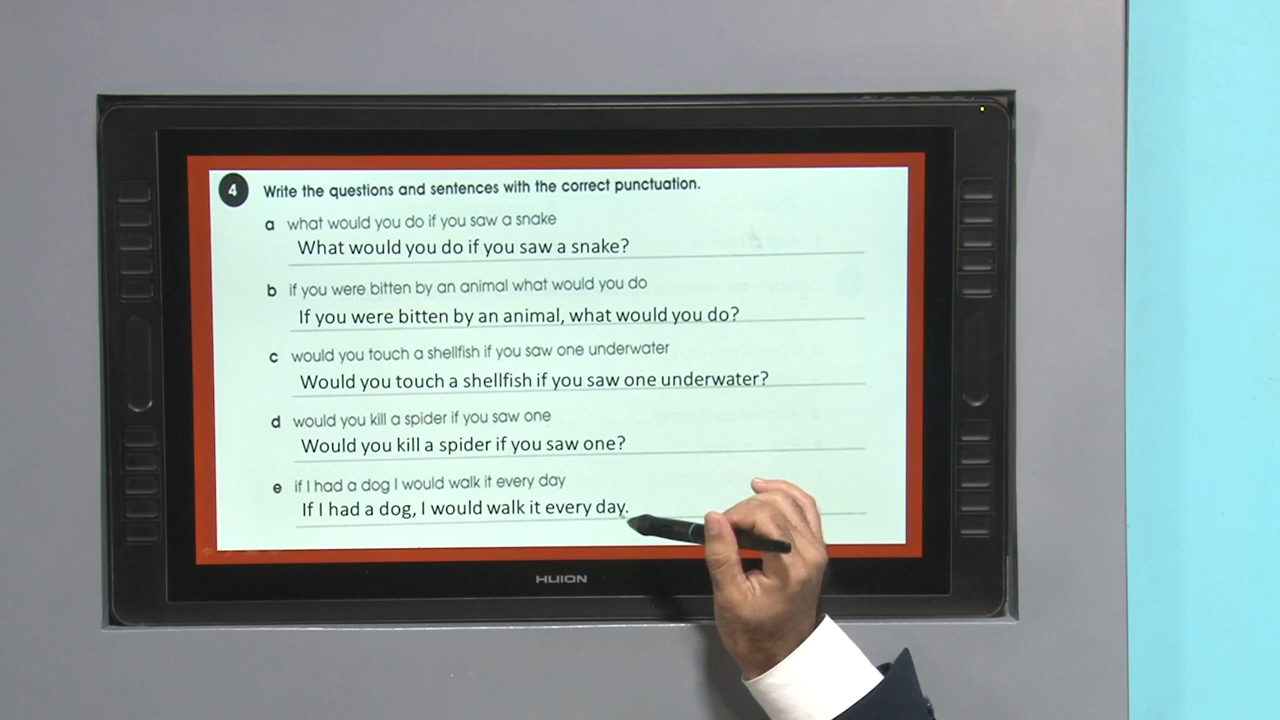 4 Write the questions and sentences with the correct punctuation.
a what would you do if you saw a snake
What would you do if you saw a snake?
b if you were bitten by an animal what would you do
If you were bitten by an animal, what would you do?
c would you touch a shellfish if you saw one underwater
Would you touch a shellfish if you saw one underwater?
d would you kill a spider if you saw one
Would you kill a spider if you saw one?
e if I had a dog I would walk it every day
If I had a dog, I would walk it every day.
HUION